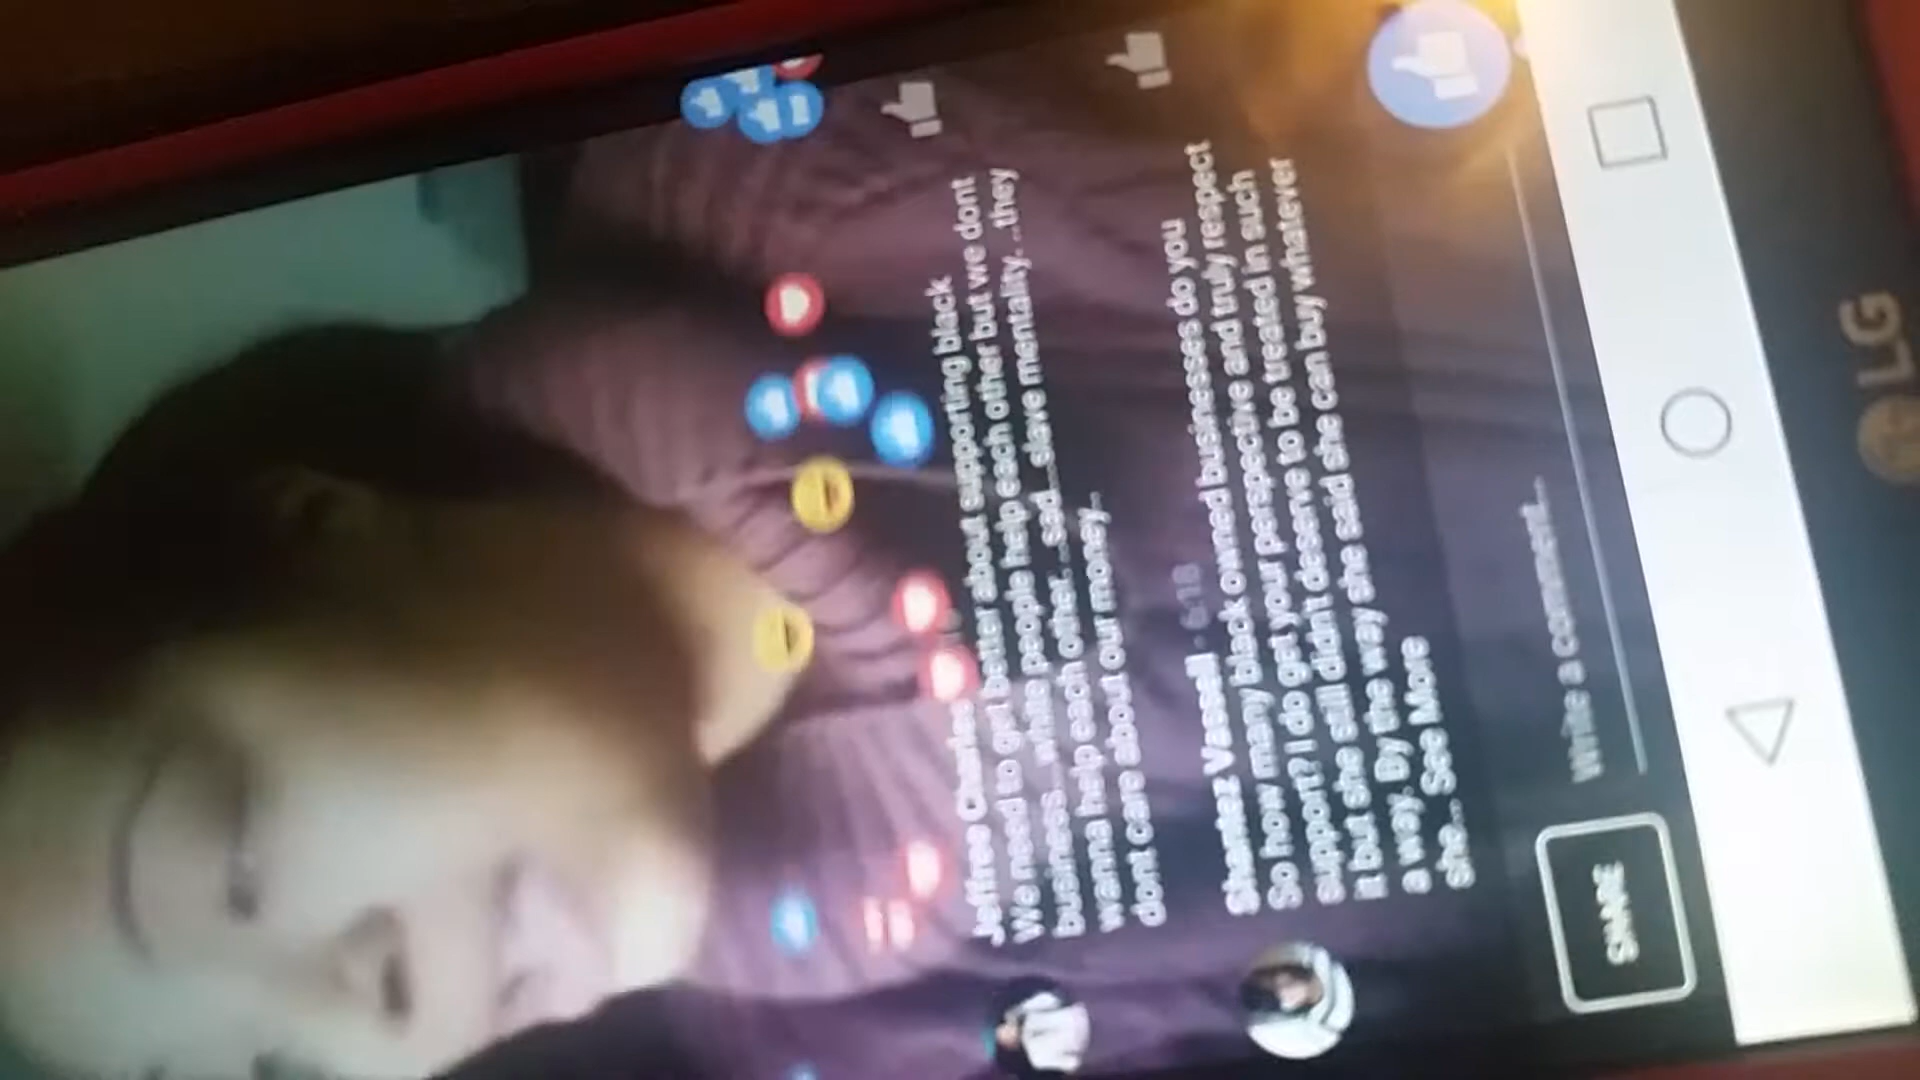 Jeffree Charles
We need to get better about supporting black
business...white people help each other but we dont
wanna help each other. ...sad....slave mentality. ..they
dont care about our money..
Shantez Vassell · 6:18
So how many black owned businesses do you
support? I do get your perspective and truly respect
it but she still didn't deserve to be treated in such
a way. By the way she said she can buy whatever
she... See More
Write a comment...
SHARE
LG